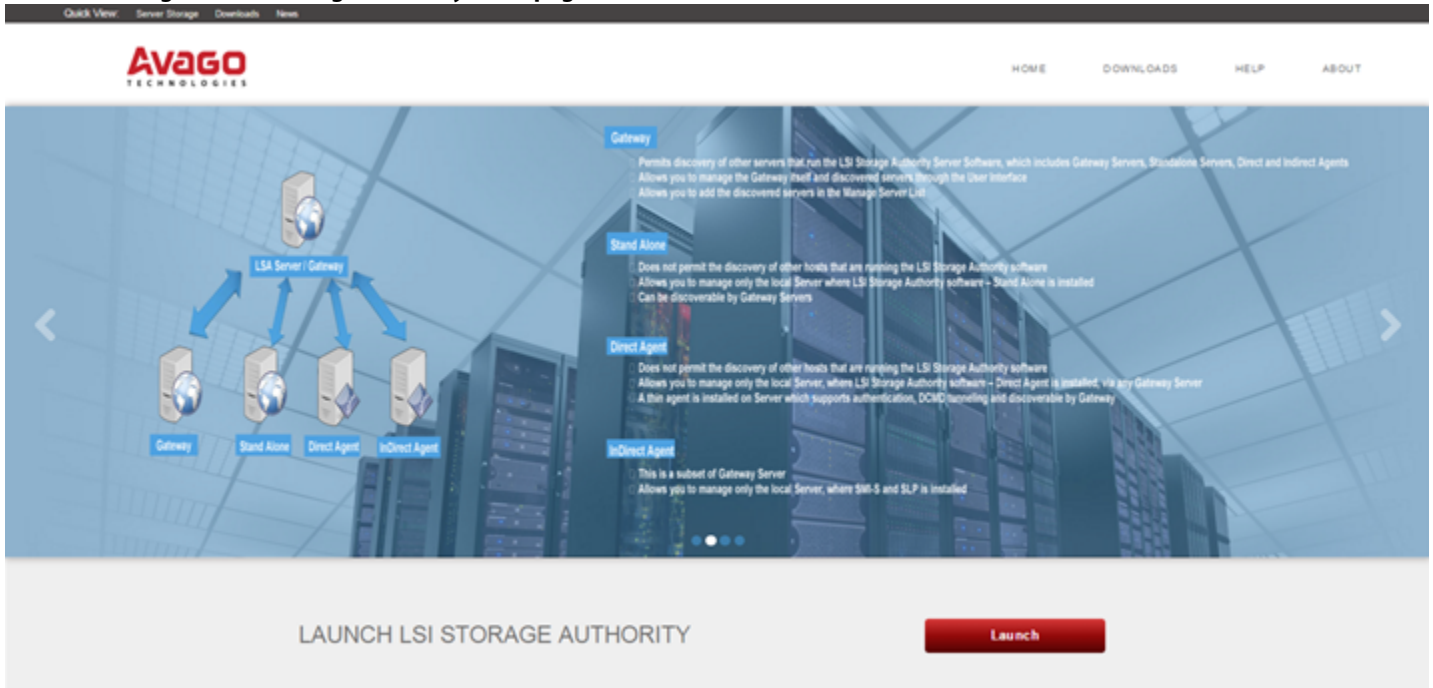 Quick View: Server Storage Downloads News
AVAGO
TECHNOLOGIES
HOME DOWNLOADS HELP ABOUT
Gateway
Permits discovery of other servers that run the LSI Storage Authority Server Software, which includes Gateway Servers, Standalone Servers, Direct and Indirect Agents
Allows you to manage the Gateway itself and discovered servers through the User Interface
Allows you to add the discovered servers in the Manage Server List
Stand Alone
Does not permit the discovery of other hosts that are running the LSI Storage Authority software
Allows you to manage only the local Server where LSI Storage Authority software – Stand Alone is installed
Can be discoverable by Gateway Servers
Direct Agent
Does not permit the discovery of other hosts that are running the LSI Storage Authority software
Allows you to manage only the local Server, where LSI Storage Authority software – Direct Agent is installed, via any Gateway Server
A thin agent is installed on Server which supports authentication, DCMD tunneling and discoverable by Gateway
InDirect Agent
This is a subset of Gateway Server
Allows you to manage only the local Server, where SMI-S and SLP is installed
LSA Server / Gateway
Gateway Stand Alone Direct Agent InDirect Agent
LAUNCH LSI STORAGE AUTHORITY
Launch